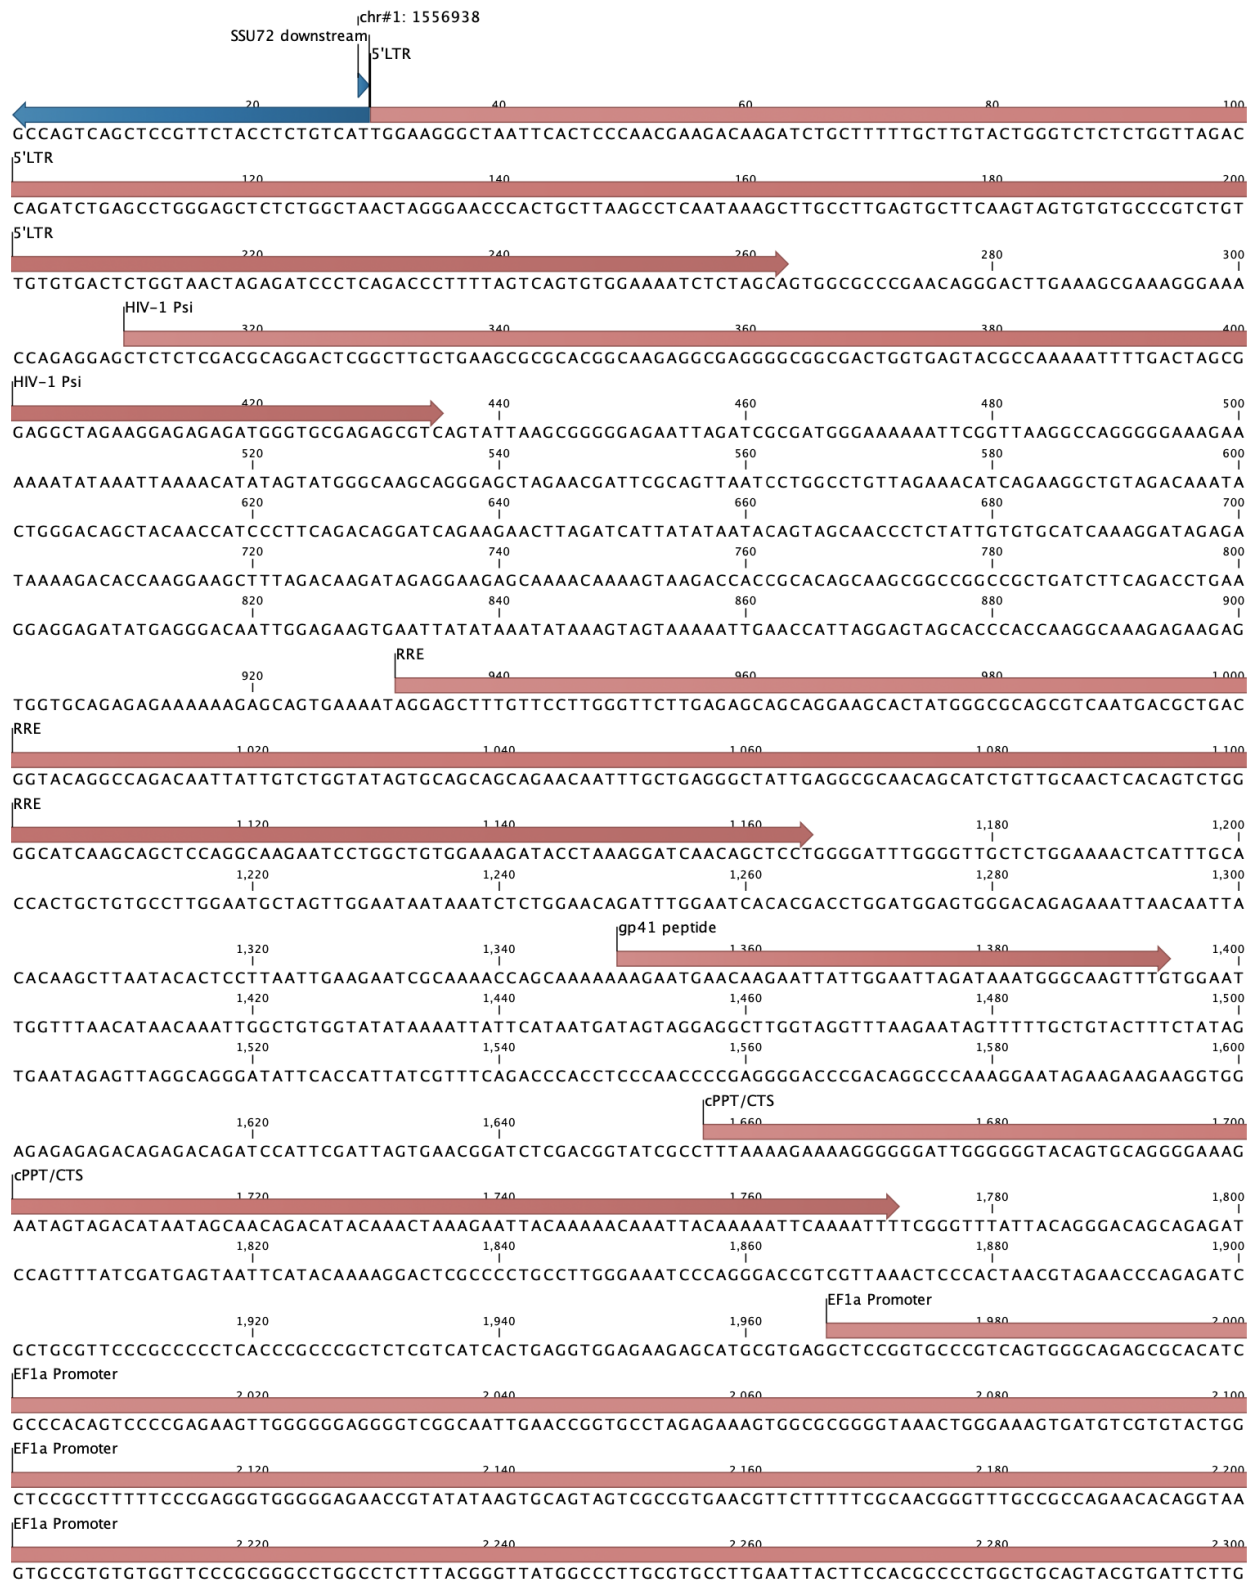 chr#1: 1556938
SSU72 downstream
5'LTR
20 40 60 80 100
GCCAGTCAGCTCCGTTCTACCTCTGTCATTGGAAGGGCTAATTCACTCCCAACGAAGACAAGATCTGCTTTTTGCTTGTACTGGGTCTCTCTGGTTAGAC
5'LTR
120 140 160 180 200
CAGATCTGAGCCTGGGAGCTCTCTGGCTAACTAGGGAACCCACTGCTTAAGCCTCAATAAAGCTTGCCTTGAGTGCTTCAAGTAGTGTGTGCCCGTCTGT
5'LTR
220 240 260 280 300
TGTGTGACTCTGGTAACTAGAGATCCCTCAGACCCTTTTAGTCAGTGTGGAAAATCTCTAGCAGTGGCGCCCGAACAGGGACTTGAAAGCGAAAGGGAAA
HIV-1 Psi
320 340 360 380 400
CCAGAGGAGCTCTCTCGACGCAGGACTCGGCTTGCTGAAGCGCGCACGGCAAGAGGCGAGGGGCGGCGACTGGTGAGTACGCCAAAAATTTTGACTAGCG
HIV-1 Psi
420 440 460 480 500
GAGGCTAGAAGGAGAGAGATGGGTGCGAGAGCGTCAGTATTAAGCGGGGGAGAATTAGATCGCGATGGGAAAAAATTCGGTTAAGGCCAGGGGGAAAGAA
520 540 560 580 600
AAAATATAAATTAAAACATATAGTATGGGCAAGCAGGGAGCTAGAACGATTCGCAGTTAATCCTGGCCTGTTAGAAACATCAGAAGGCTGTAGACAAATA
620 640 660 680 700
CTGGGACAGCTACAACCATCCCTTCAGACAGGATCAGAAGAACTTAGATCATTATATAATACAGTAGCAACCCTCTATTGTGTGCATCAAAGGATAGAGA
720 740 760 780 800
TAAAAGACACCAAGGAAGCTTTAGACAAGATAGAGGAAGAGCAAAACAAAAGTAAGACCACCGCACAGCAAGCGGCCGGCCGCTGATCTTCAGACCTGAA
820 840 860 880 900
GGAGGAGATATGAGGGACAATTGGAGAAGTGAATTATATAAATATAAAGTAGTAAAAATTGAACCATTAGGAGTAGCACCCACCAAGGCAAAGAGAAGAG
RRE
920 940 960 980 1,000
TGGTGCAGAGAGAAAAAAGAGCAGTGAAAATAGGAGCTTTGTTCCTTGGGTTCTTGAGAGCAGCAGGAAGCACTATGGGCGCAGCGTCAATGACGCTGAC
RRE
1,020 1,040 1,060 1,080 1,100
GGTACAGGCCAGACAATTATTGTCTGGTATAGTGCAGCAGCAGAACAATTTGCTGAGGGCTATTGAGGCGCAACAGCATCTGTTGCAACTCACAGTCTGG
RRE
1,120 1,140 1,160 1,180 1,200
GGCATCAAGCAGCTCCAGGCAAGAATCCTGGCTGTGGAAAGATACCTAAAGGATCAACAGCTCCTGGGGATTTGGGGTTGCTCTGGAAAACTCATTTGCA
1,220 1,240 1,260 1,280 1,300
CCACTGCTGTGCCTTGGAATGCTAGTTGGAATAATAAATCTCTGGAACAGATTTGGAATCACACGACCTGGATGGAGTGGGACAGAGAAATTAACAATTA
gp41 peptide
1,320 1,340 1,360 1,380 1,400
CACAAGCTTAATACACTCCTTAATTGAAGAATCGCAAAACCAGCAAAAAAAGAATGAACAAGAATTATTGGAATTAGATAAATGGGCAAGTTTGTGGAAT
1,420 1,440 1,460 1,480 1,500
TGGTTTAACATAACAAATTGGCTGTGGTATATAAAATTATTCATAATGATAGTAGGAGGCTTGGTAGGTTTAAGAATAGTTTTTGCTGTACTTTCTATAG
1,520 1,540 1,560 1,580 1,600
TGAATAGAGTTAGGCAGGGATATTCACCATTATCGTTTCAGACCCACCTCCCAACCCCGAGGGGACCCGACAGGCCCAAAGGAATAGAAGAAGAAGGTGG
cPPT/CTS
1,620 1,640 1,660 1,680 1,700
AGAGAGAGACAGAGACAGATCCATTCGATTAGTGAACGGATCTCGACGGTATCGCCTTTAAAAGAAAAGGGGGGATTGGGGGGTACAGTGCAGGGGAAAG
cPPT/CTS
1,720 1,740 1,760 1,780 1,800
AATAGTAGACATAATAGCAACAGACATACAAACTAAAGAATTACAAAAACAAATTACAAAAATTCAAAATTTTCGGGTTTATTACAGGGACAGCAGAGAT
1,820 1,840 1,860 1,880 1,900
CCAGTTTATCGATGAGTAATTCATACAAAAGGACTCGCCCCTGCCTTGGGAAATCCCAGGGACCGTCGTTAAACTCCCACTAACGTAGAACCCAGAGATC
EF1a Promoter
1,920 1,940 1,960 1,980 2,000
GCTGCGTTCCCGCCCCCTCACCCGCCCGCTCTCGTCATCACTGAGGTGGAGAAGAGCATGCGTGAGGCTCCGGTGCCCGTCAGTGGGCAGAGCGCACATC
EF1a Promoter
2,020 2,040 2,060 2,080 2,100
GCCCACAGTCCCCGAGAAGTTGGGGGGAGGGGTCGGCAATTGAACCGGTGCCTAGAGAAAGTGGCGCGGGGTAAACTGGGAAAGTGATGTCGTGTACTGG
EF1a Promoter
2,120 2,140 2,160 2,180 2,200
CTCCGCCTTTTTCCCGAGGGTGGGGGAGAACCGTATATAAGTGCAGTAGTCGCCGTGAACGTTCTTTTTCGCAACGGGTTTGCCGCCAGAACACAGGTAA
EF1a Promoter
2,220 2,240 2,260 2,280 2,300
GTGCCGTGTGTGGTTCCCGCGGGCCTGGCCTCTTTACGGGTTATGGCCCTTGCGTGCCTTGAATTACTTCCACGCCCCTGGCTGCAGTACGTGATTCTTG